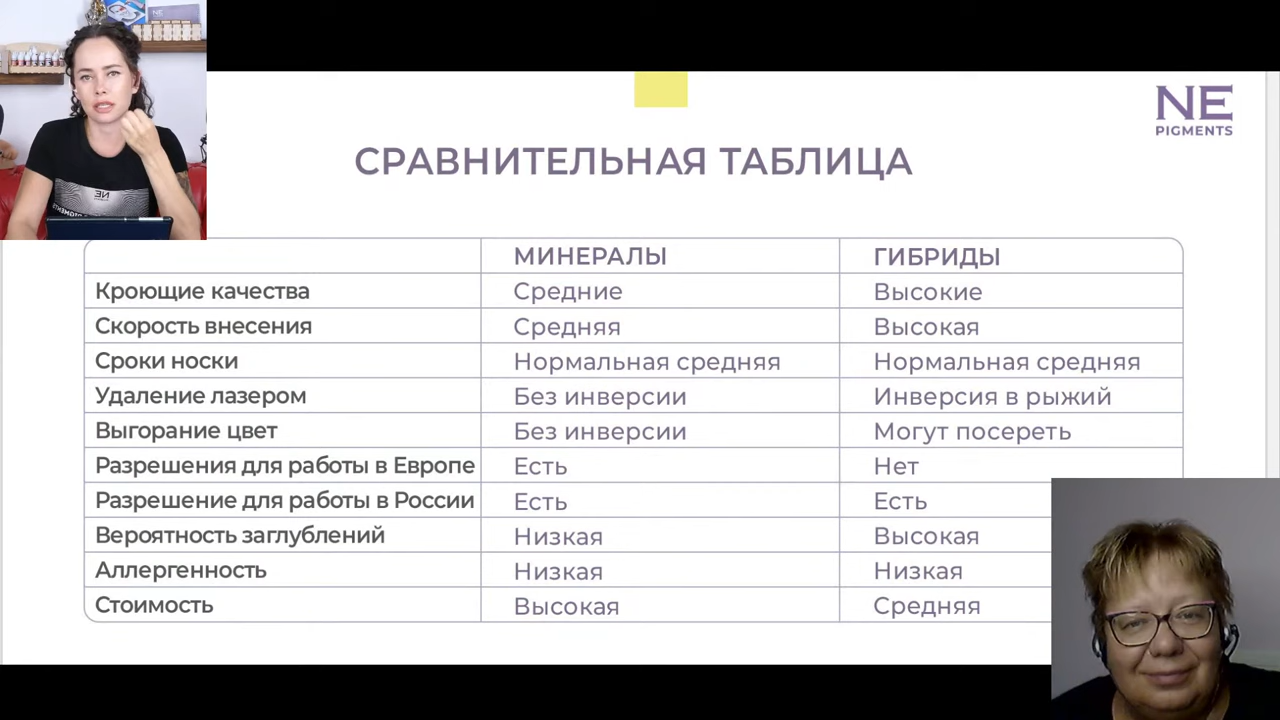 NE
PIGMENTS
СРАВНИТЕЛЬНАЯ ТАБЛИЦА
МИНЕРАЛЫ ГИБРИДЫ
Кроющие качества Средние Высокие
Скорость внесения Средняя Высокая
Сроки носки Нормальная средняя Нормальная средняя
Удаление лазером Без инверсии Инверсия в рыжий
Выгорание цвет Без инверсии Могут посереть
Разрешения для работы в Европе Есть Нет
Разрешение для работы в России Есть Есть
Вероятность заглублений Низкая Высокая
Аллергенность Низкая Низкая
Стоимость Высокая Средняя